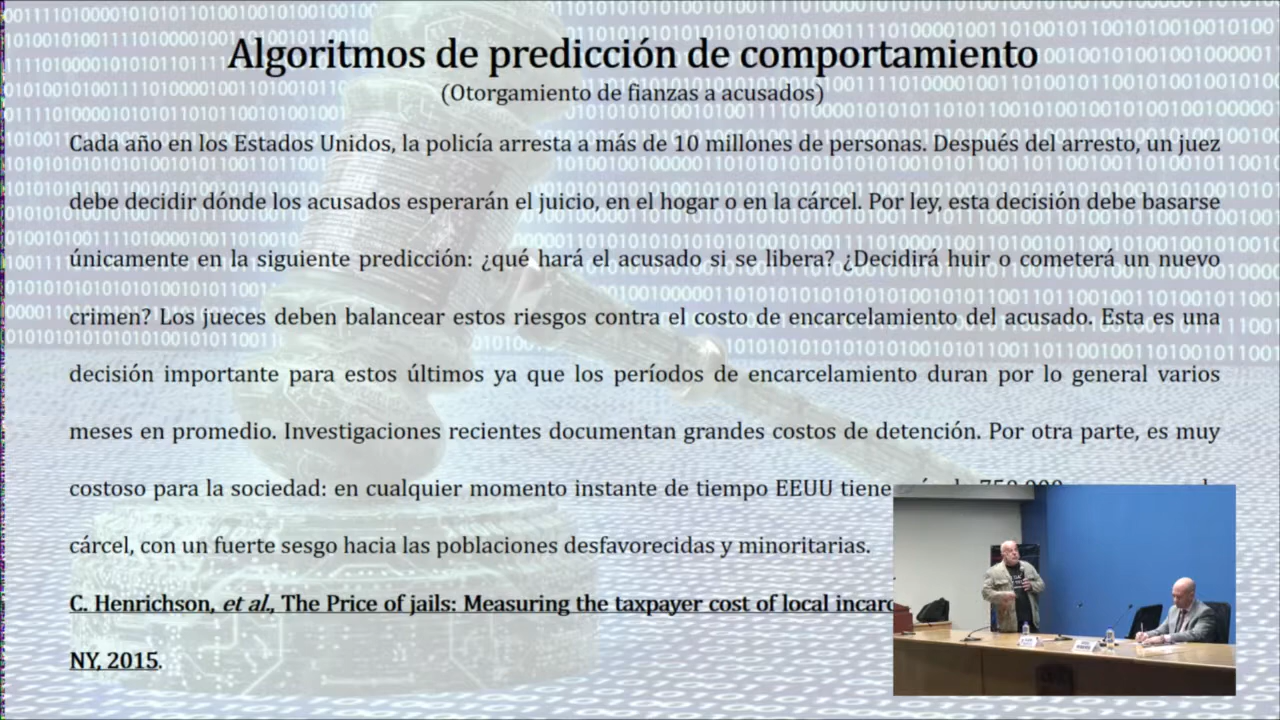 Algoritmos de predicción de comportamiento
(Otorgamiento de fianzas a acusados)
Cada año en los Estados Unidos, la policía arresta a más de 10 millones de personas. Después del arresto, un juez
debe decidir dónde los acusados esperarán el juicio, en el hogar o en la cárcel. Por ley, esta decisión debe basarse
únicamente en la siguiente predicción: ¿qué hará el acusado si se libera? ¿Decidirá huir o cometerá un nuevo
crimen? Los jueces deben balancear estos riesgos contra el costo de encarcelamiento del acusado. Esta es una
decisión importante para estos últimos ya que los períodos de encarcelamiento duran por lo general varios
meses en promedio. Investigaciones recientes documentan grandes costos de detención. Por otra parte, es muy
costoso para la sociedad: en cualquier momento instante de tiempo EEUU tiene
cárcel, con un fuerte sesgo hacia las poblaciones desfavorecidas y minoritarias.
C. Henrichson, et al., The Price of jails: Measuring the taxpayer cost of local
NY, 2015.